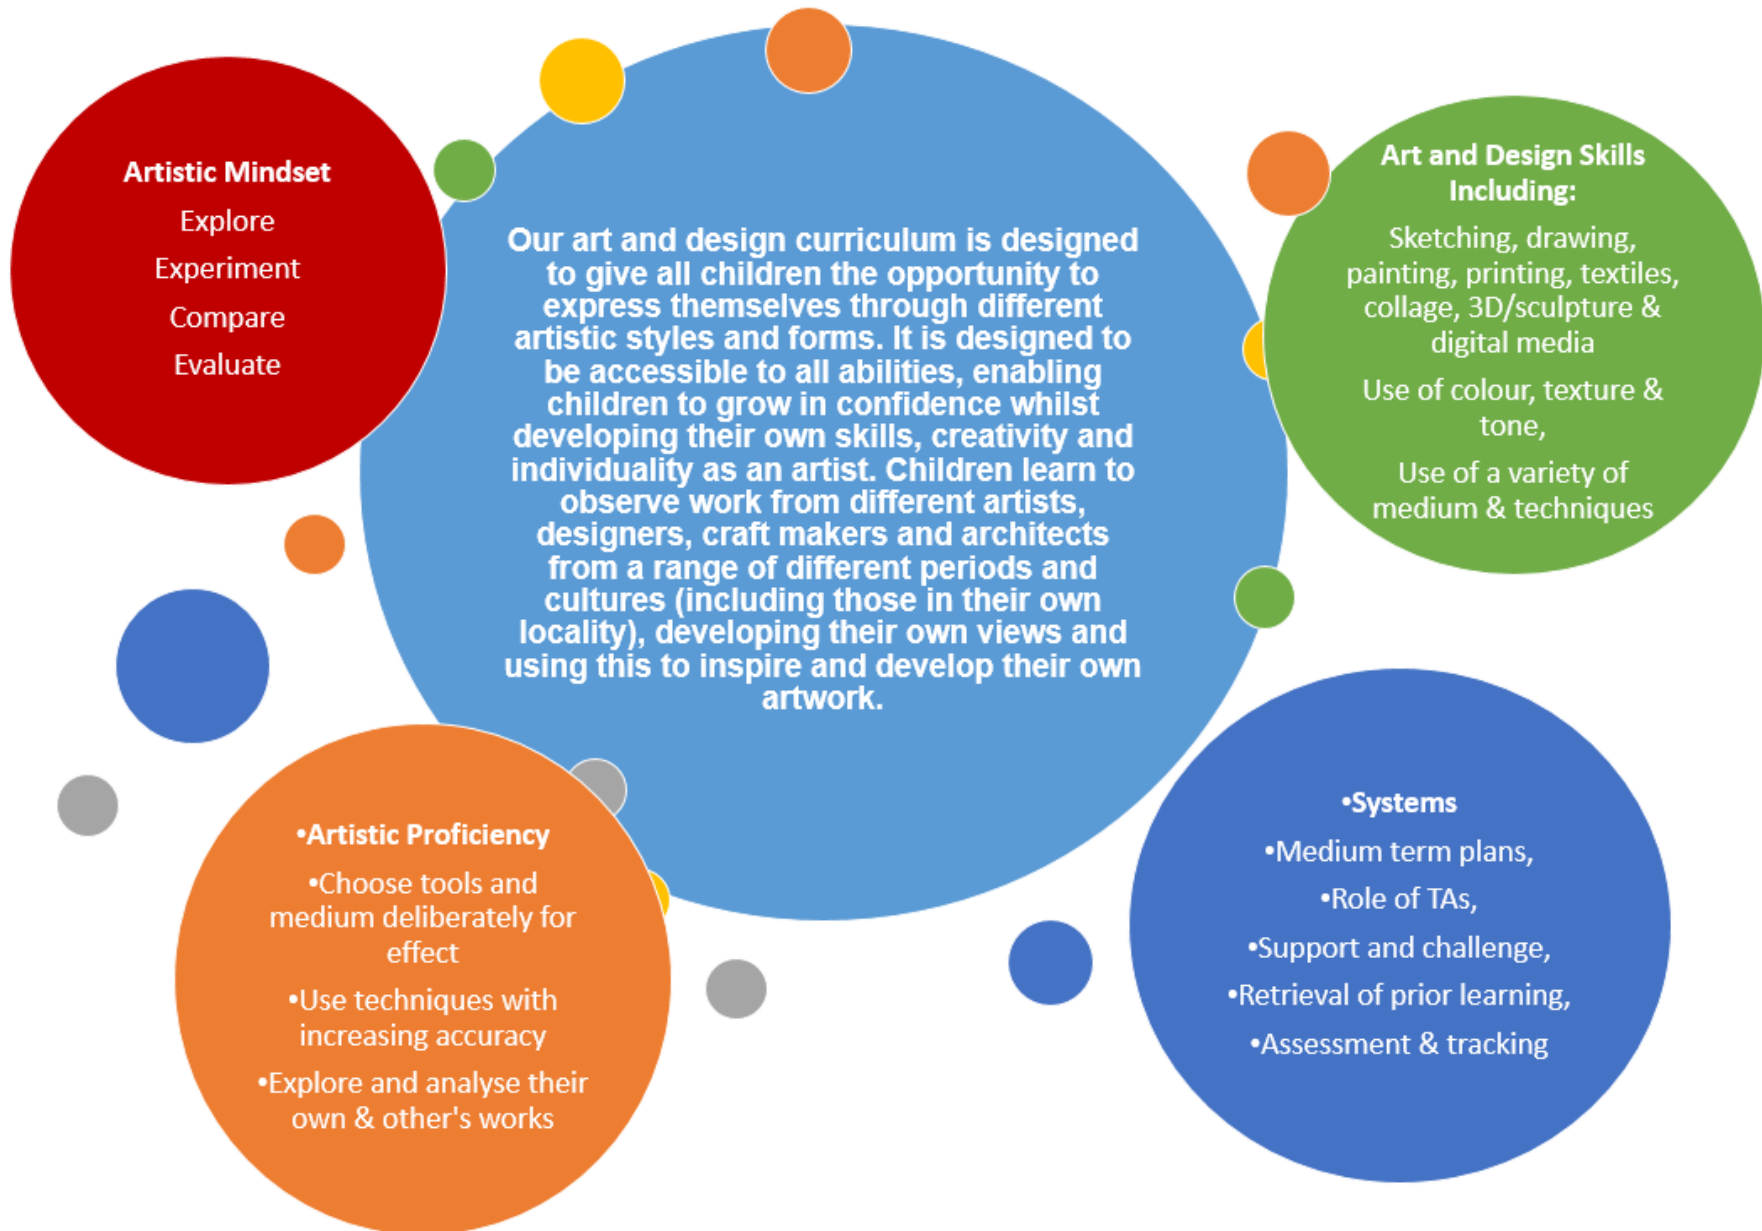 Artistic Mindset
Explore
Experiment
Compare
Evaluate
Our art and design curriculum is designed
to give all children the opportunity to
express themselves through different
artistic styles and forms. It is designed to
be accessible to all abilities, enabling
children to grow in confidence whilst
developing their own skills, creativity and
individuality as an artist. Children learn to
observe work from different artists,
designers, craft makers and architects
from a range of different periods and
cultures (including those in their own
locality), developing their own views and
using this to inspire and develop their own
artwork.
Art and Design Skills
Including:
Sketching, drawing,
painting, printing, textiles,
collage, 3D/sculpture &
digital media
Use of colour, texture &
tone,
Use of a variety of
medium & techniques
•Artistic Proficiency
•Choose tools and
medium deliberately for
effect
•Use techniques with
increasing accuracy
•Explore and analyse their
own & other's works
•Systems
•Medium term plans,
•Role of TAs,
•Support and challenge,
•Retrieval of prior learning,
•Assessment & tracking